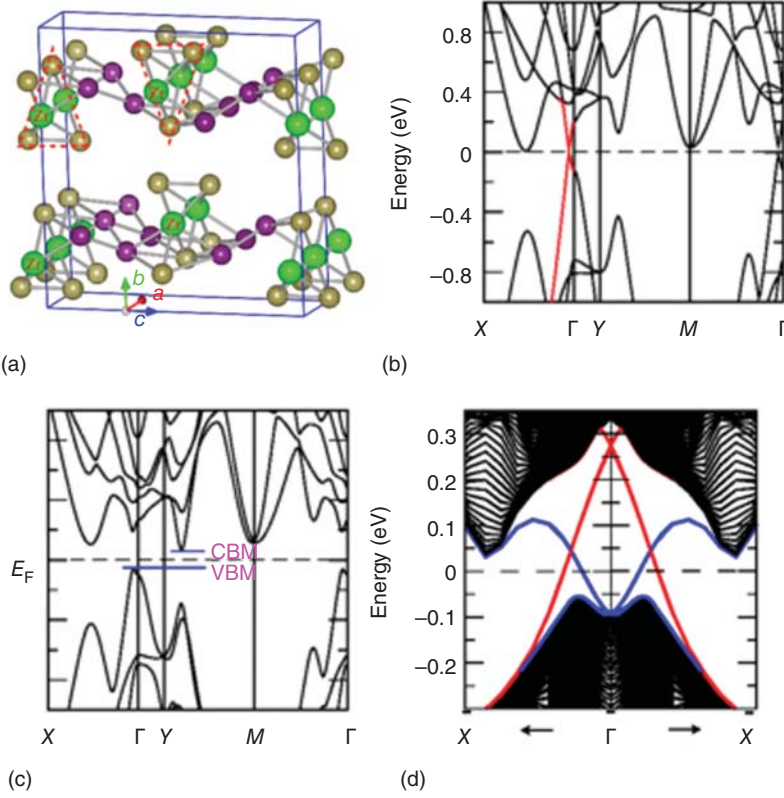 b
a
c
(a)
Energy (eV)
0.8
0.4
0
−0.4
−0.8
X Γ Y M Γ
(b)
E_F
CBM
VBM
X Γ Y M Γ
(c)
Energy (eV)
0.3
0.2
0.1
0
−0.1
−0.2
X Γ X
(d)